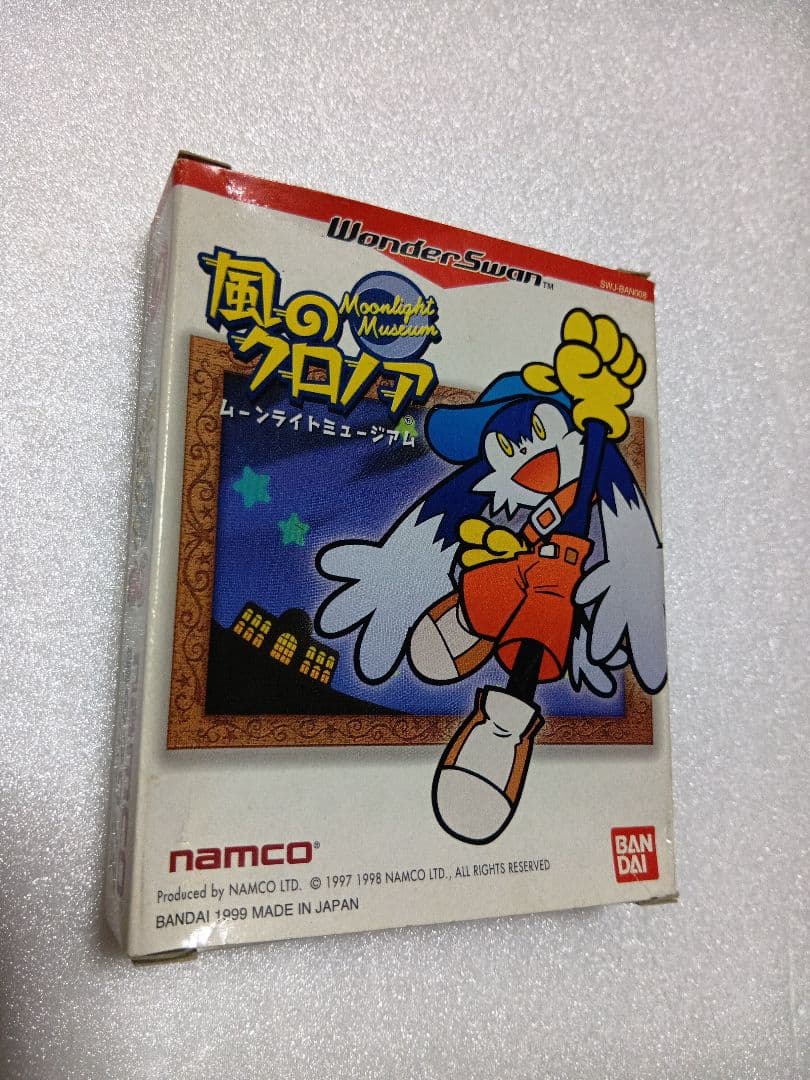 WonderSwan™
SWJ-BAN008
風の
クロノア®
Moonlight
Museum
ムーンライトミュージアム
namco®
BAN
DAI
Produced by NAMCO LTD. © 1997 1998 NAMCO LTD., ALL RIGHTS RESERVED
BANDAI 1999 MADE IN JAPAN